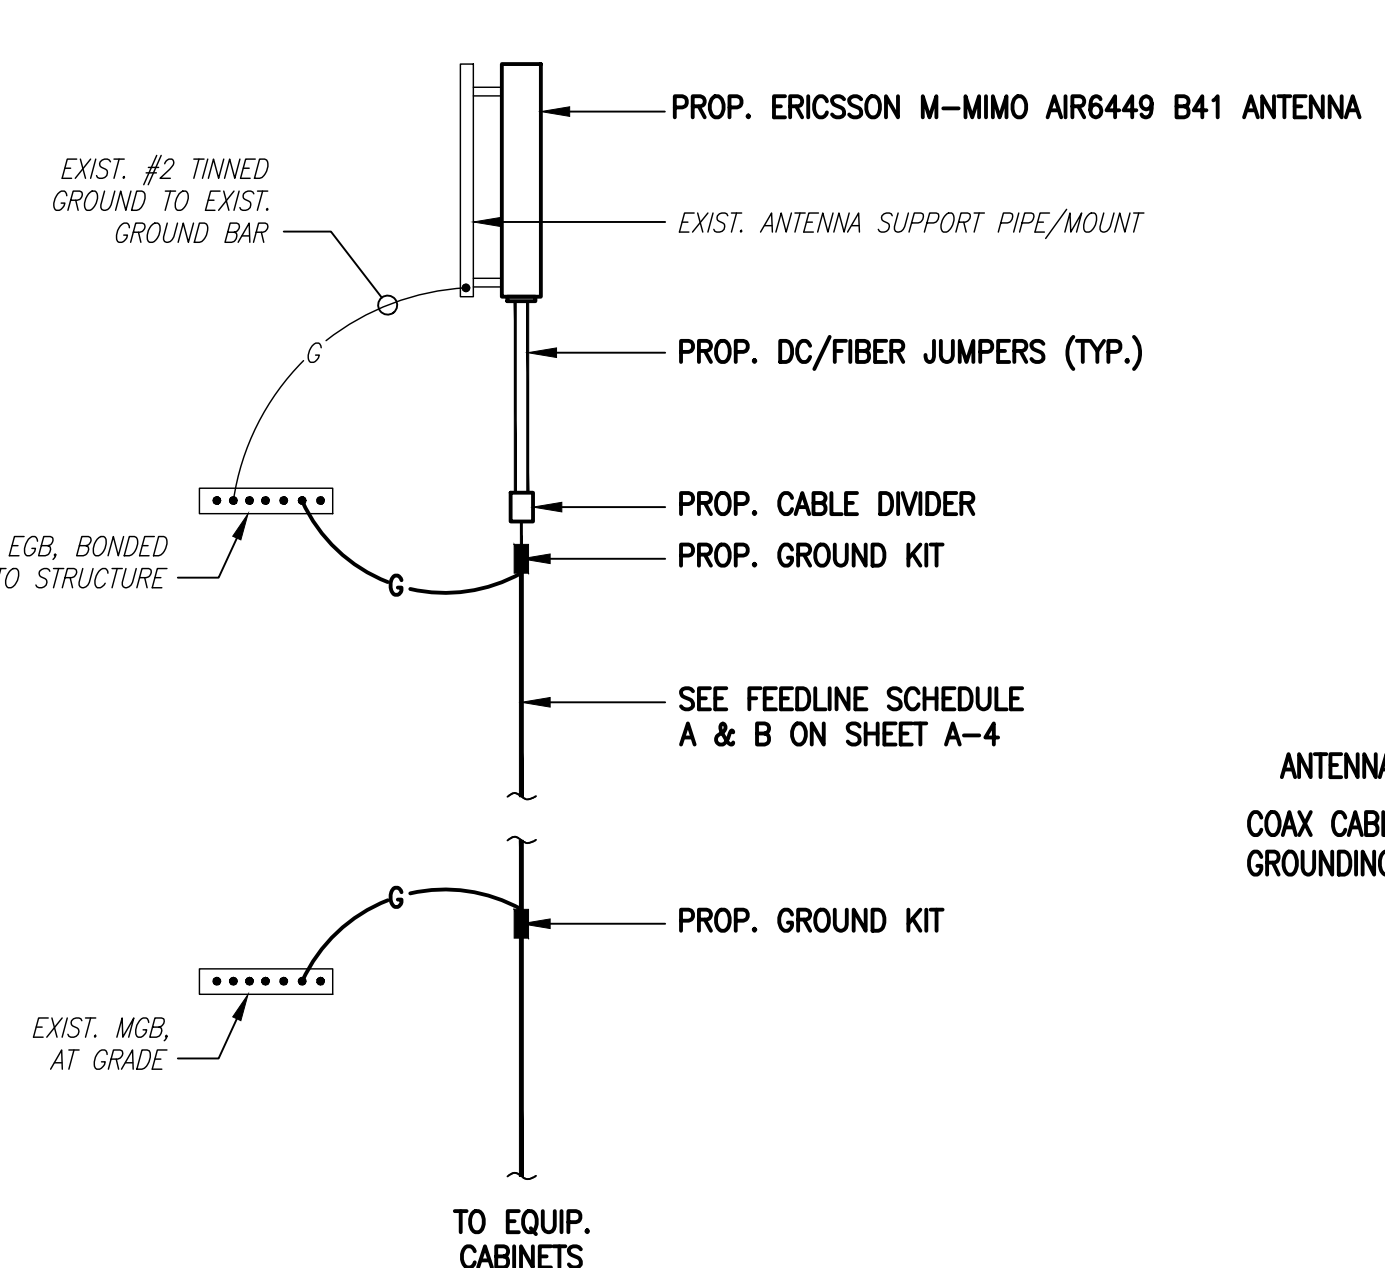 PROP. ERICSSON M-MIMO AIR6449 B41 ANTENNA
EXIST. #2 TINNED
GROUND TO EXIST.
GROUND BAR
EXIST. ANTENNA SUPPORT PIPE/MOUNT
G
PROP. DC/FIBER JUMPERS (TYP.)
PROP. CABLE DIVIDER
EGB, BONDED
TO STRUCTURE
PROP. GROUND KIT
G
SEE FEEDLINE SCHEDULE
A & B ON SHEET A-4
ANTENNA
COAX
G
PROP. GROUND KIT
EXIST. MGB,
AT GRADE
TO EQUIP.
CABINETS